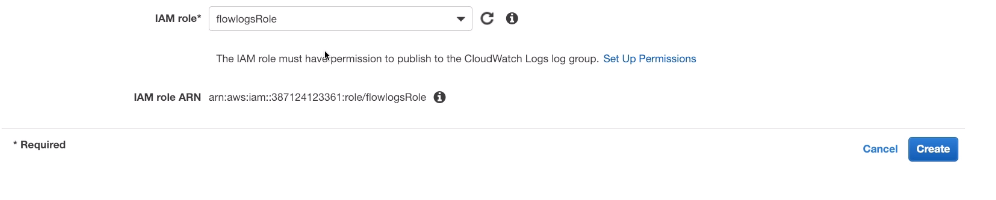 IAM role* flowlogsRole
The IAM role must have permission to publish to the CloudWatch Logs log group. Set Up Permissions
IAM role ARN arn:aws:iam::387124123361:role/flowlogsRole
* Required
Cancel Create